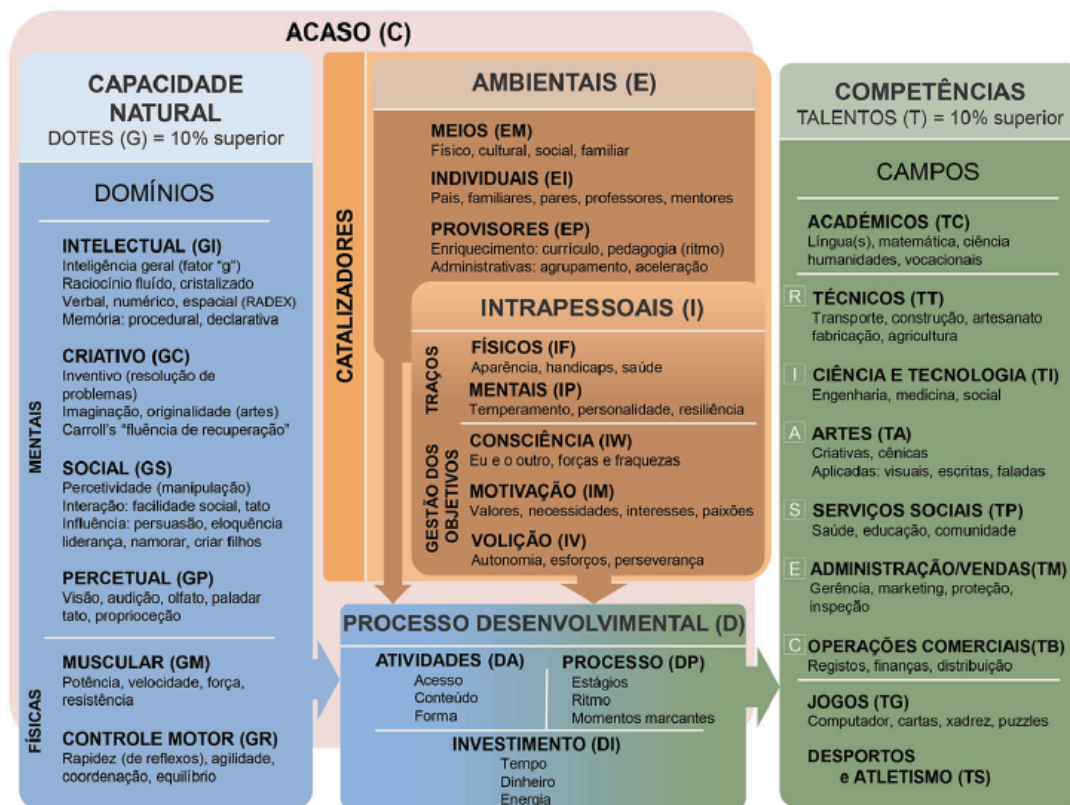 ACASO (C)
CAPACIDADE
NATURAL
DOTES (G) = 10% superior
DOMÍNIOS
MENTAIS
INTELECTUAL (GI)
Inteligência geral (fator "g")
Raciocínio fluído, cristalizado
Verbal, numérico, espacial (RADEX)
Memória: procedural, declarativa
CRIATIVO (GC)
Inventivo (resolução de
problemas)
Imaginação, originalidade (artes)
Carroll's "fluência de recuperação"
SOCIAL (GS)
Percetividade (manipulação)
Interação: facilidade social, tato
Influência: persuasão, eloquência
liderança, namorar, criar filhos
PERCETUAL (GP)
Visão, audição, olfato, paladar
tato, proprioceção
FÍSICAS
MUSCULAR (GM)
Potência, velocidade, força,
resistência
CONTROLE MOTOR (GR)
Rapidez (de reflexos), agilidade,
coordenação, equilíbrio
CATALIZADORES
AMBIENTAIS (E)
MEIOS (EM)
Físico, cultural, social, familiar
INDIVIDUAIS (EI)
Pais, familiares, pares, professores, mentores
PROVISORES (EP)
Enriquecimento: currículo, pedagogia (ritmo)
Administrativas: agrupamento, aceleração
INTRAPESSOAIS (I)
TRAÇOS
FÍSICOS (IF)
Aparência, handicaps, saúde
MENTAIS (IP)
Temperamento, personalidade, resiliência
GESTÃO DOS
OBJETIVOS
CONSCIÊNCIA (IW)
Eu e o outro, forças e fraquezas
MOTIVAÇÃO (IM)
Valores, necessidades, interesses, paixões
VOLIÇÃO (IV)
Autonomia, esforços, perseverança
PROCESSO DESENVOLVIMENTAL (D)
ATIVIDADES (DA)
Acesso
Conteúdo
Forma
PROCESSO (DP)
Estágios
Ritmo
Momentos marcantes
INVESTIMENTO (DI)
Tempo
Dinheiro
Energia
COMPETÊNCIAS
TALENTOS (T) = 10% superior
CAMPOS
ACADÉMICOS (TC)
Língua(s), matemática, ciência
humanidades, vocacionais
R TÉCNICOS (TT)
Transporte, construção, artesanato
fabricação, agricultura
I CIÊNCIA E TECNOLOGIA (TI)
Engenharia, medicina, social
A ARTES (TA)
Criativas, cênicas
Aplicadas: visuais, escritas, faladas
S SERVIÇOS SOCIAIS (TP)
Saúde, educação, comunidade
E ADMINISTRAÇÃO/VENDAS(TM)
Gerência, marketing, proteção,
inspeção
C OPERAÇÕES COMERCIAIS(TB)
Registos, finanças, distribuição
JOGOS (TG)
Computador, cartas, xadrez, puzzles
DESPORTOS
e ATLETISMO (TS)